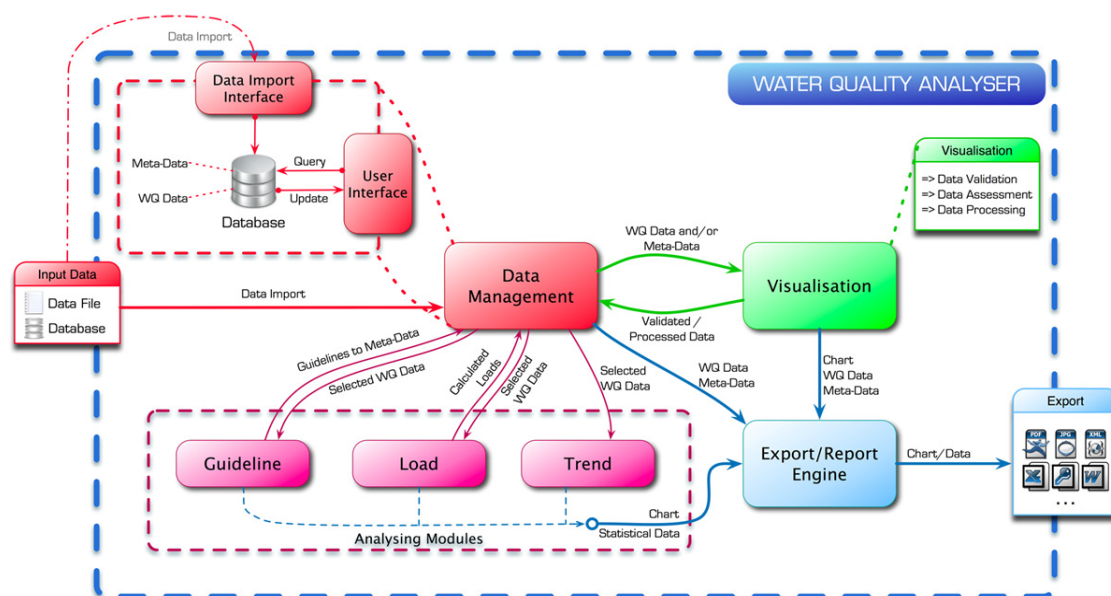 Data Import
WATER QUALITY ANALYSER
Data Import
Interface
Meta-Data
WQ Data
Query
Update
Database
User
Interface
Visualisation
=> Data Validation
=> Data Assessment
=> Data Processing
Input Data
Data File
Database
Data Import
Data
Management
WQ Data and/or
Meta-Data
Validated /
Processed Data
Visualisation
Guidelines to Meta-Data
Selected WQ Data
Calculated
Loads
Selected
WQ Data
Selected
WQ Data
WQ Data
Meta-Data
Chart
WQ Data
Meta-Data
Guideline
Load
Trend
Analysing Modules
Chart
Statistical Data
Export/Report
Engine
Chart/Data
Export
PDF
JPG
XML
X
W
...